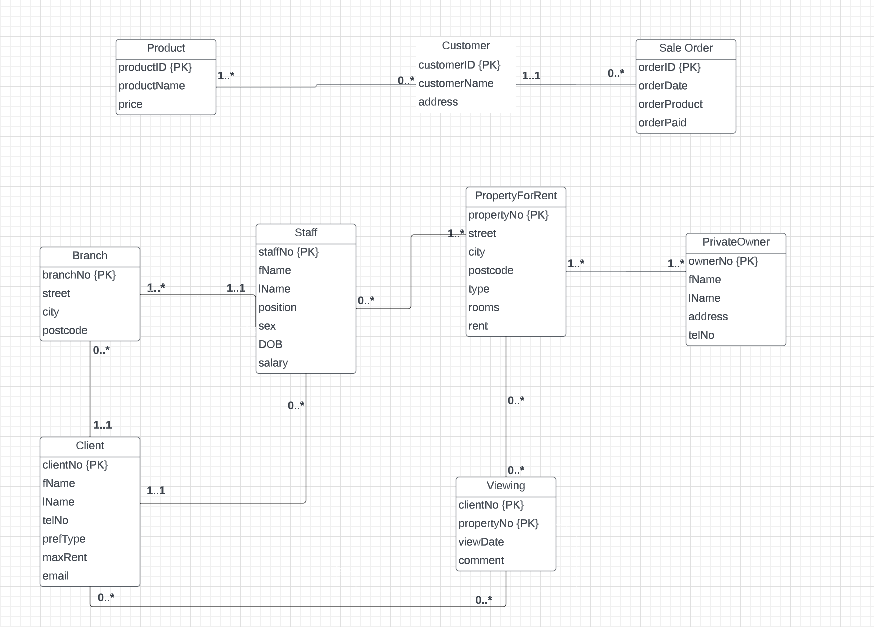 Product
productID {PK}
productName
price
1..*
0..*
Customer
customerID {PK}
customerName
address
1..1
0..*
Sale Order
orderID {PK}
orderDate
orderProduct
orderPaid
Branch
branchNo {PK}
street
city
postcode
1..*
1..1
0..*
1..1
Staff
staffNo {PK}
fName
lName
position
sex
DOB
salary
0..*
1..*
0..*
1..1
PropertyForRent
propertyNo {PK}
street
city
postcode
type
rooms
rent
1..*
1..*
0..*
0..*
PrivateOwner
ownerNo {PK}
fName
lName
address
telNo
Client
clientNo {PK}
fName
lName
telNo
prefType
maxRent
email
0..*
0..*
Viewing
clientNo {PK}
propertyNo {PK}
viewDate
comment